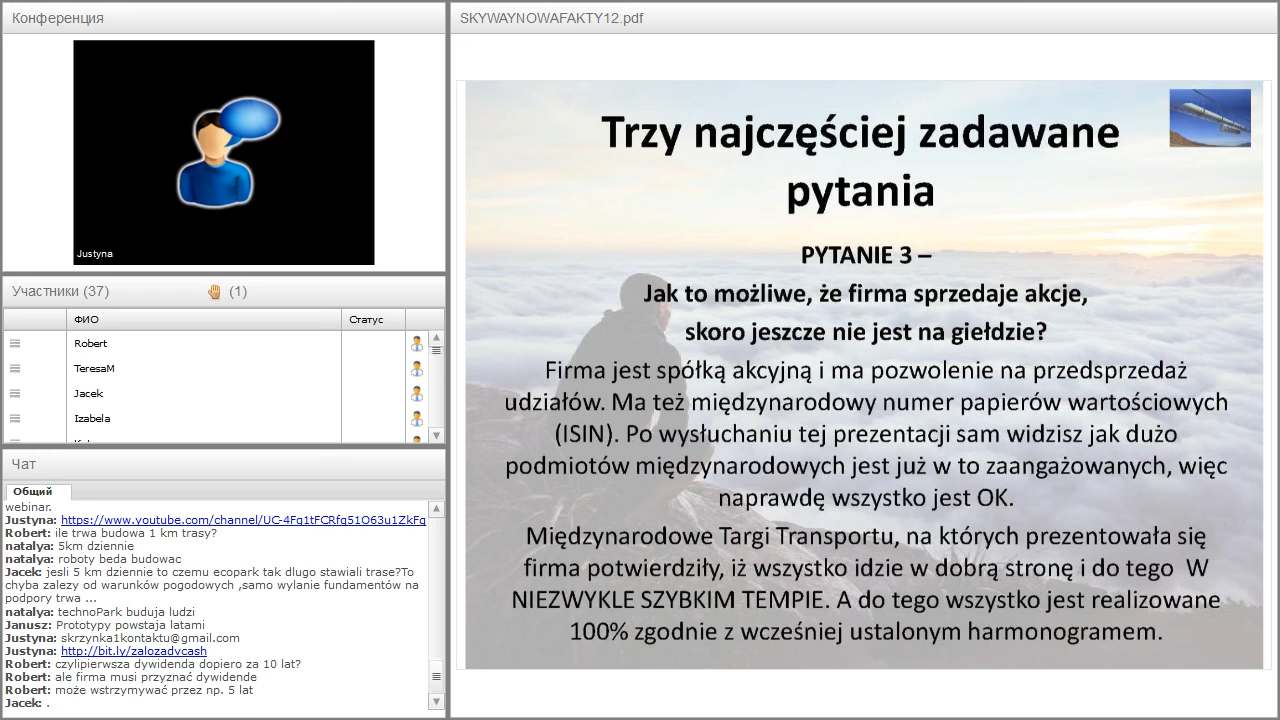 Конференция
Justyna
Участники (37)
(1)
ФИО
Статус
Robert
TeresaM
Jacek
Izabela
Чат
Общий
webinar.
Justyna: https://www.youtube.com/channel/UC-4Fq1tFCRfq51O63u1ZkFg
Robert: ile trwa budowa 1 km trasy?
natalya: 5km dziennie
natalya: roboty beda budowac
Jacek: jesli 5 km dziennie to czemu ecopark tak dlugo stawiali trase?To
chyba zalezy od warunków pogodowych ,samo wylanie fundamentów na
podpory trwa ...
natalya: technoPark buduja ludzi
Janusz: Prototypy powstaja latami
Justyna: skrzynka1kontaktu@gmail.com
Justyna: http://bit.ly/zalozadvcash
Robert: czylipierwsza dywidenda dopiero za 10 lat?
Robert: ale firma musi przyznać dywidende
Robert: może wstrzymywać przez np. 5 lat
Jacek: .
SKYWAYNOWAFAKTY12.pdf
Trzy najczęściej zadawane
pytania
PYTANIE 3 –
Jak to możliwe, że firma sprzedaje akcje,
skoro jeszcze nie jest na giełdzie?
Firma jest spółką akcyjną i ma pozwolenie na przedsprzedaż
udziałów. Ma też międzynarodowy numer papierów wartościowych
(ISIN). Po wysłuchaniu tej prezentacji sam widzisz jak dużo
podmiotów międzynarodowych jest już w to zaangażowanych, więc
naprawdę wszystko jest OK.
Międzynarodowe Targi Transportu, na których prezentowała się
firma potwierdziły, iż wszystko idzie w dobrą stronę i do tego W
NIEZWYKLE SZYBKIM TEMPIE. A do tego wszystko jest realizowane
100% zgodnie z wcześniej ustalonym harmonogramem.